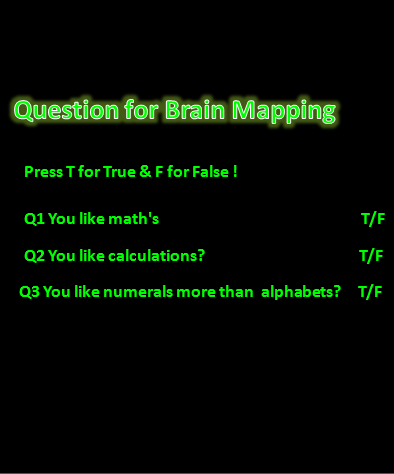 Question for Brain Mapping
Press T for True & F for False !
Q1 You like math's T/F
Q2 You like calculations? T/F
Q3 You like numerals more than alphabets? T/F